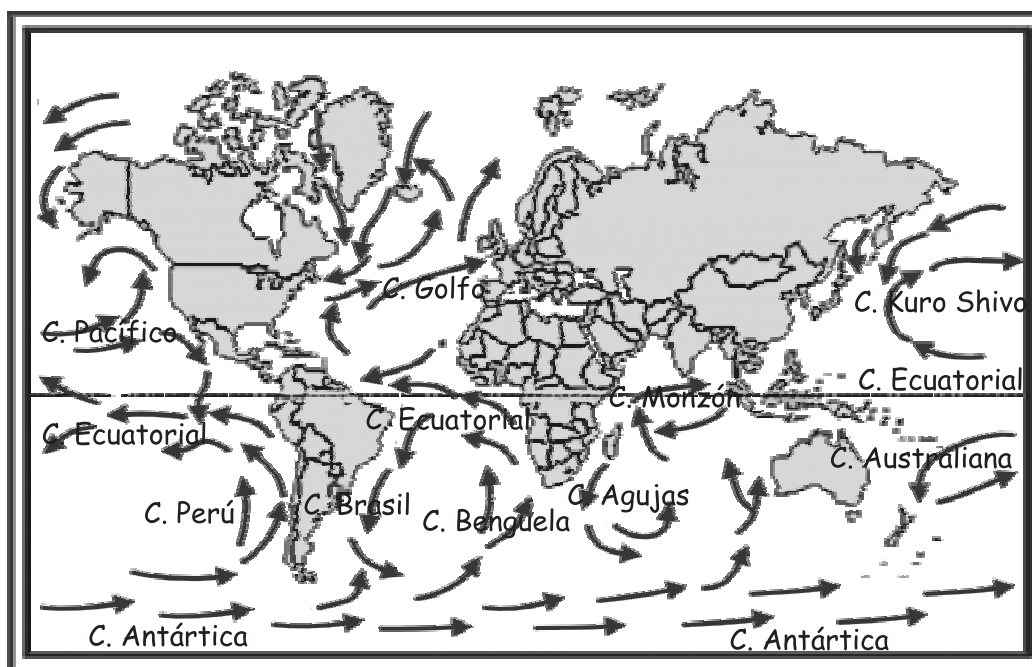 C. Golfo
C. Kuro Shivo
C. Pacífico
C. Ecuatorial
C. Monzón
C. Ecuatorial
C. Ecuatorial
C. Australiana
C. Agujas
C. Brasil
C. Perú
C. Benguela
C. Antártica
C. Antártica